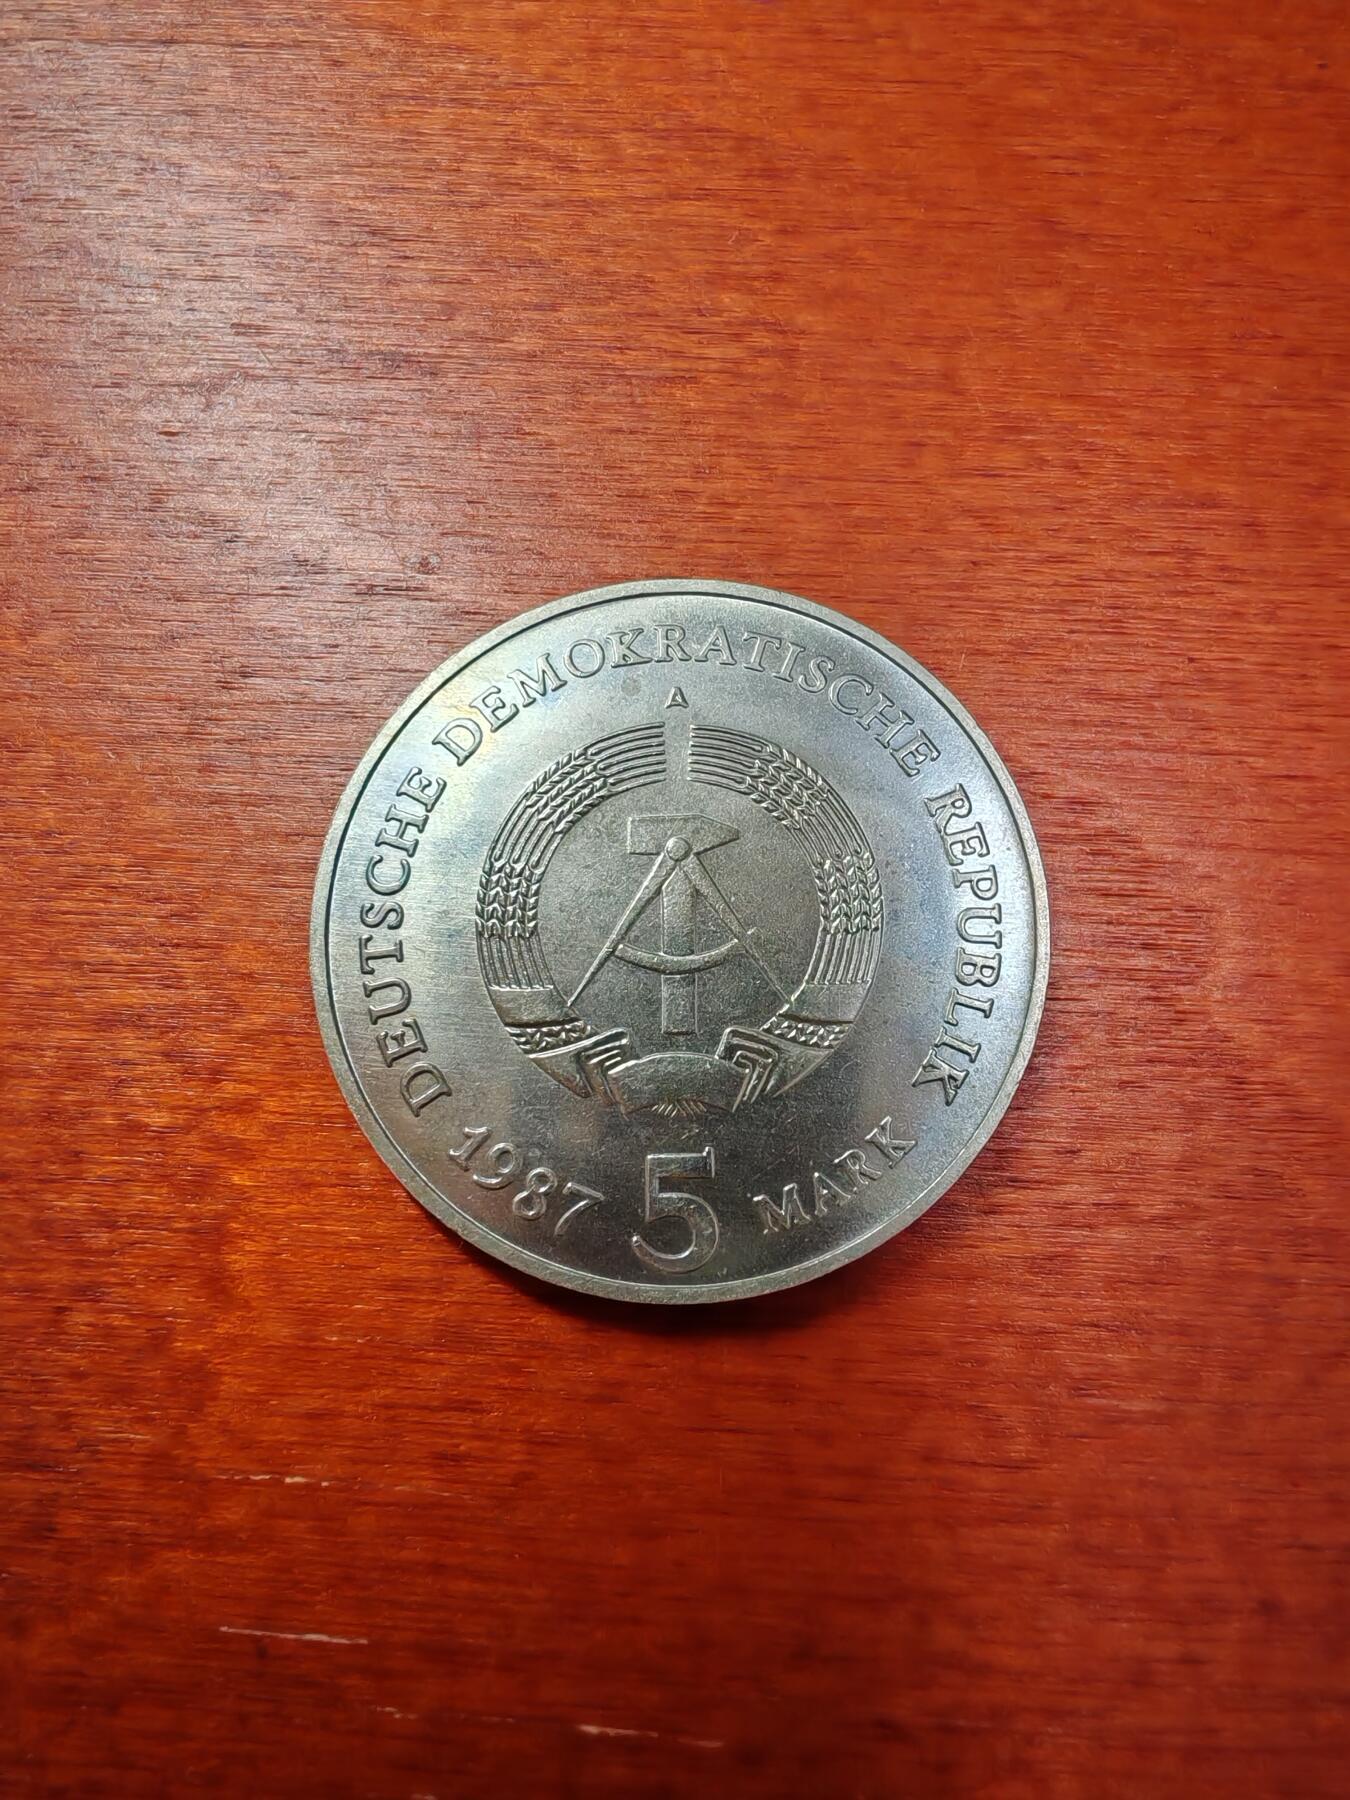 DEUTSCHE DEMOKRATISCHE REPUBLIK
A
1987 5 MARK